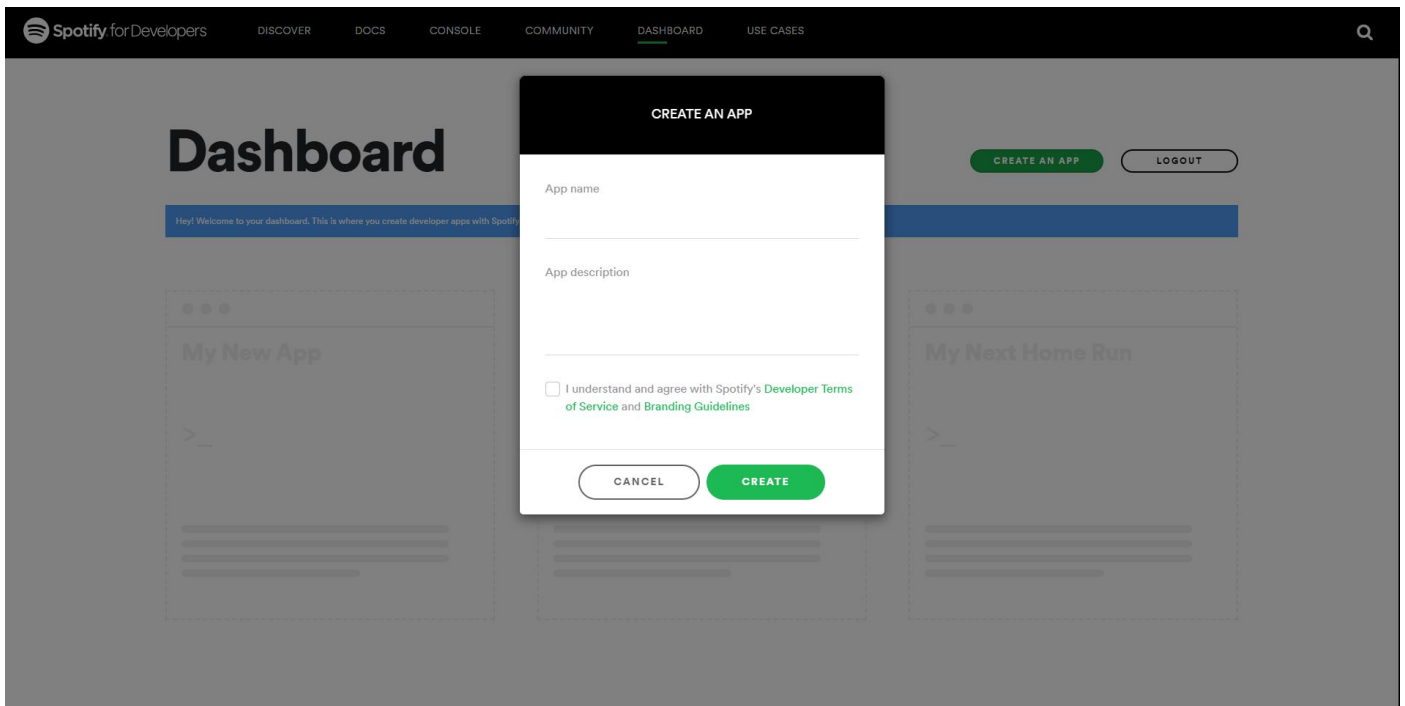 Spotify for Developers DISCOVER DOCS CONSOLE COMMUNITY DASHBOARD USE CASES
CREATE AN APP
Dashboard
CREATE AN APP LOGOUT
Hey! Welcome to your dashboard. This is where you create developer apps with Spotify
App name
App description
My New App
My Next Home Run
>_
>_
I understand and agree with Spotify's Developer Terms
of Service and Branding Guidelines
CANCEL CREATE